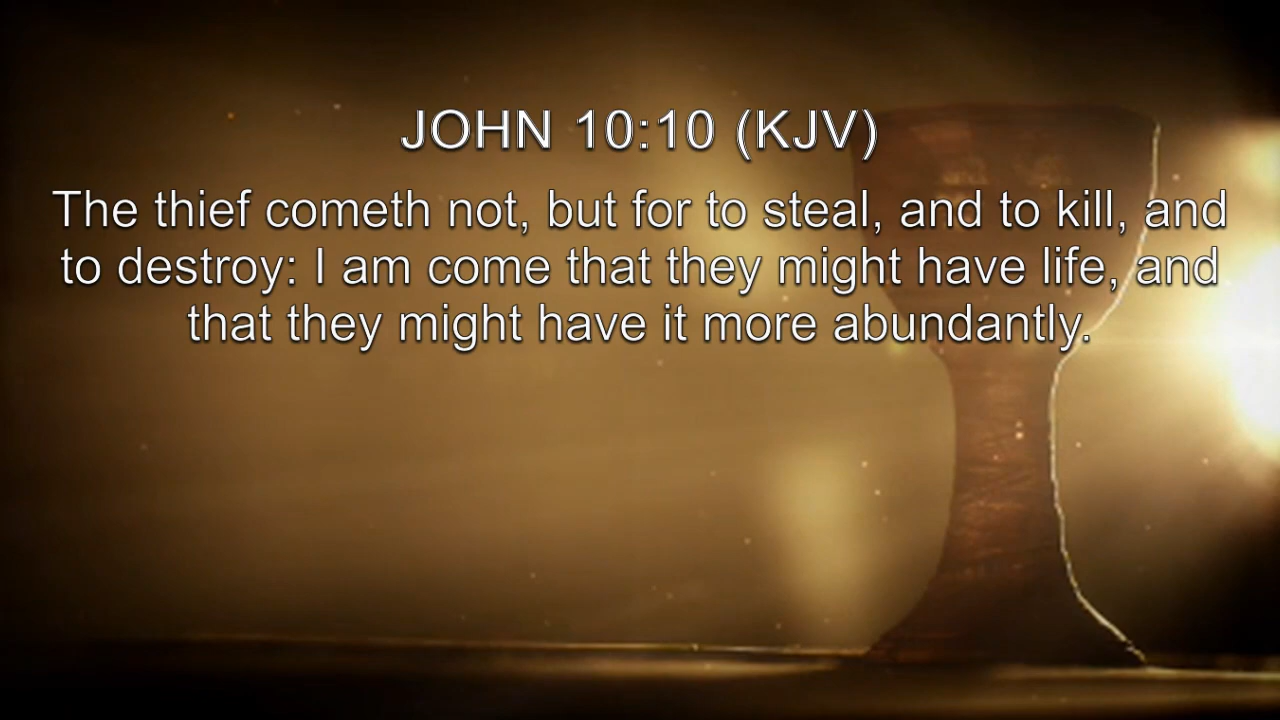 JOHN 10:10 (KJV)
The thief cometh not, but for to steal, and to kill, and
to destroy: I am come that they might have life, and
that they might have it more abundantly.